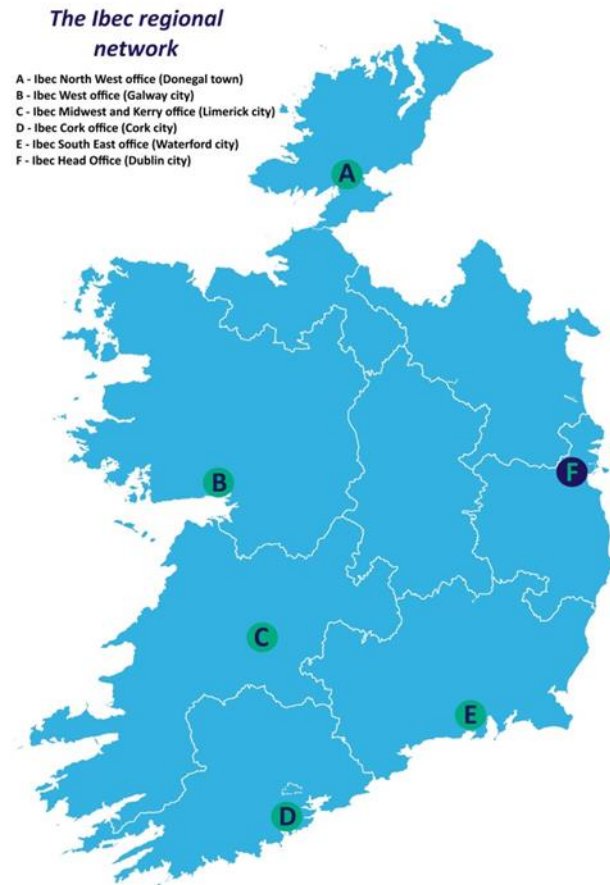 The Ibec regional
network
A - Ibec North West office (Donegal town)
B - Ibec West office (Galway city)
C - Ibec Midwest and Kerry office (Limerick city)
D - Ibec Cork office (Cork city)
E - Ibec South East office (Waterford city)
F - Ibec Head Office (Dublin city)
A
B
F
C
E
D